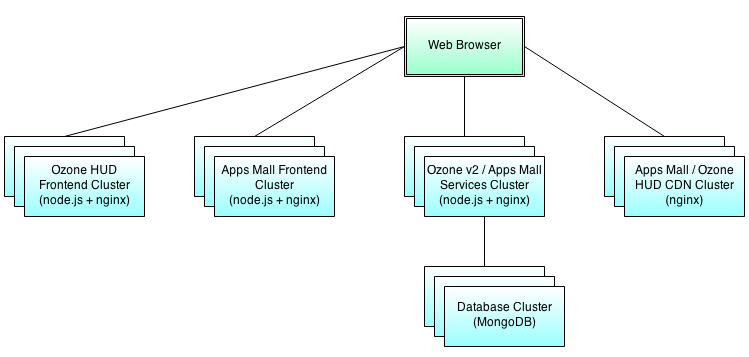 Web Browser
Ozone HUD
Frontend Cluster
(node.js + nginx)
Apps Mall Frontend
Cluster
(node.js + nginx)
Ozone v2 / Apps Mall
Services Cluster
(node.js + nginx)
Apps Mall / Ozone
HUD CDN Cluster
(nginx)
Database Cluster
(MongoDB)